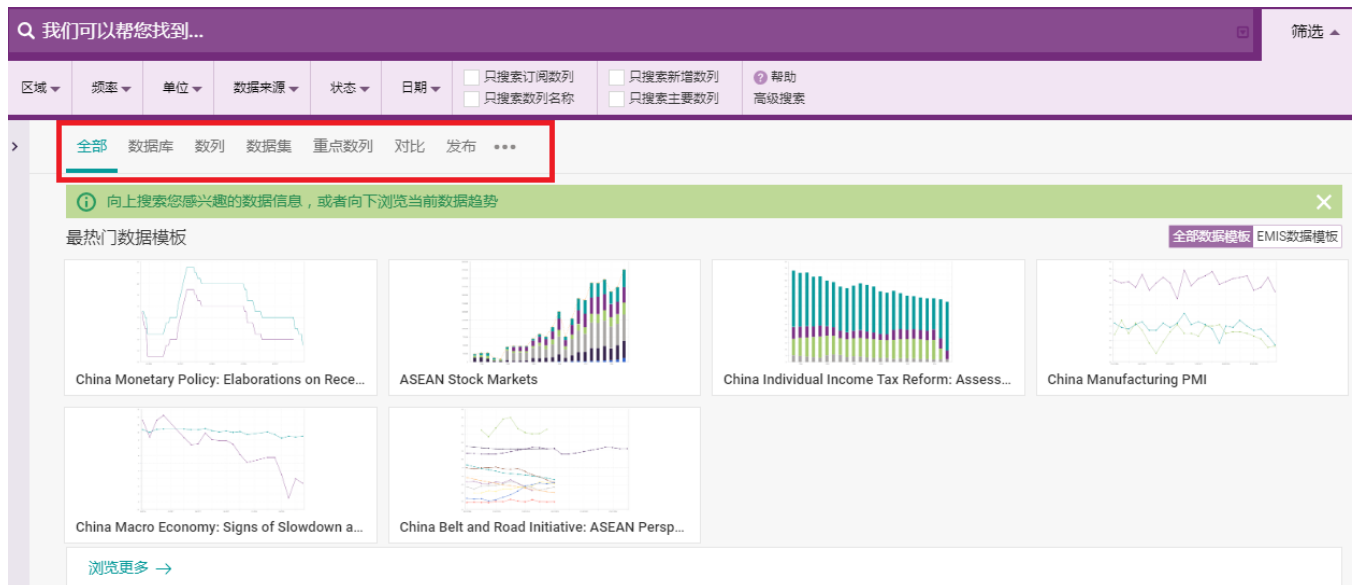 我们可以帮您找到...
筛选
区域 频率 单位 数据来源 状态 日期
只搜索订阅数列
只搜索数列名称
只搜索新增数列
只搜索主要数列
帮助
高级搜索
全部 数据库 数列 数据集 重点数列 对比 发布
向上搜索您感兴趣的数据信息，或者向下浏览当前数据趋势
最热门数据模板
全部数据模板 EMIS数据模板
China Monetary Policy: Elaborations on Rece...
ASEAN Stock Markets
China Individual Income Tax Reform: Assess...
China Manufacturing PMI
China Macro Economy: Signs of Slowdown a...
China Belt and Road Initiative: ASEAN Persp...
浏览更多